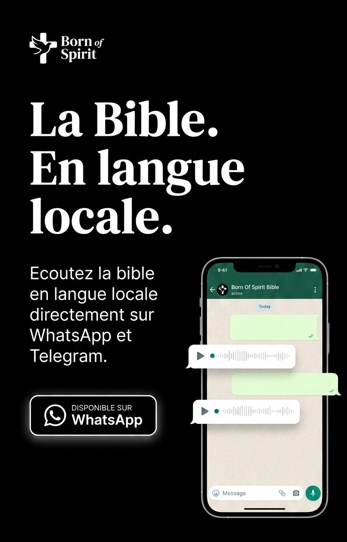 Born of
Spirit
La Bible.
En langue
locale.
Ecoutez la bible
en langue locale
directement sur
WhatsApp et
Telegram.
DISPONIBLE SUR
WhatsApp
9:41
Born Of Spirit Bible
Today
Message